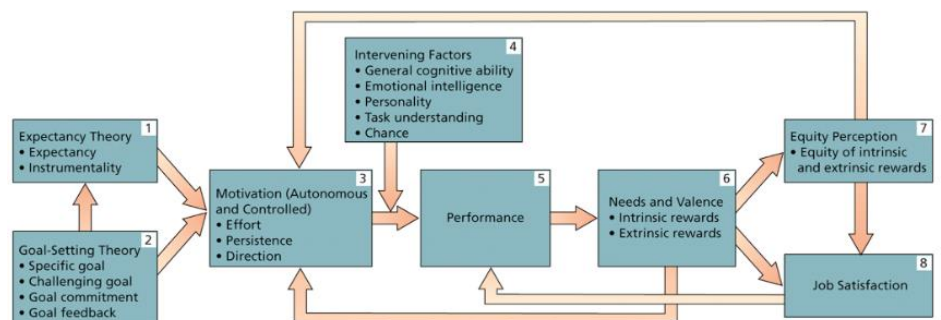 1
Expectancy Theory
• Expectancy
• Instrumentality
2
Goal-Setting Theory
• Specific goal
• Challenging goal
• Goal commitment
• Goal feedback
3
Motivation (Autonomous
and Controlled)
• Effort
• Persistence
• Direction
4
Intervening Factors
• General cognitive ability
• Emotional intelligence
• Personality
• Task understanding
• Chance
5
Performance
6
Needs and Valence
• Intrinsic rewards
• Extrinsic rewards
7
Equity Perception
• Equity of intrinsic
and extrinsic rewards
8
Job Satisfaction